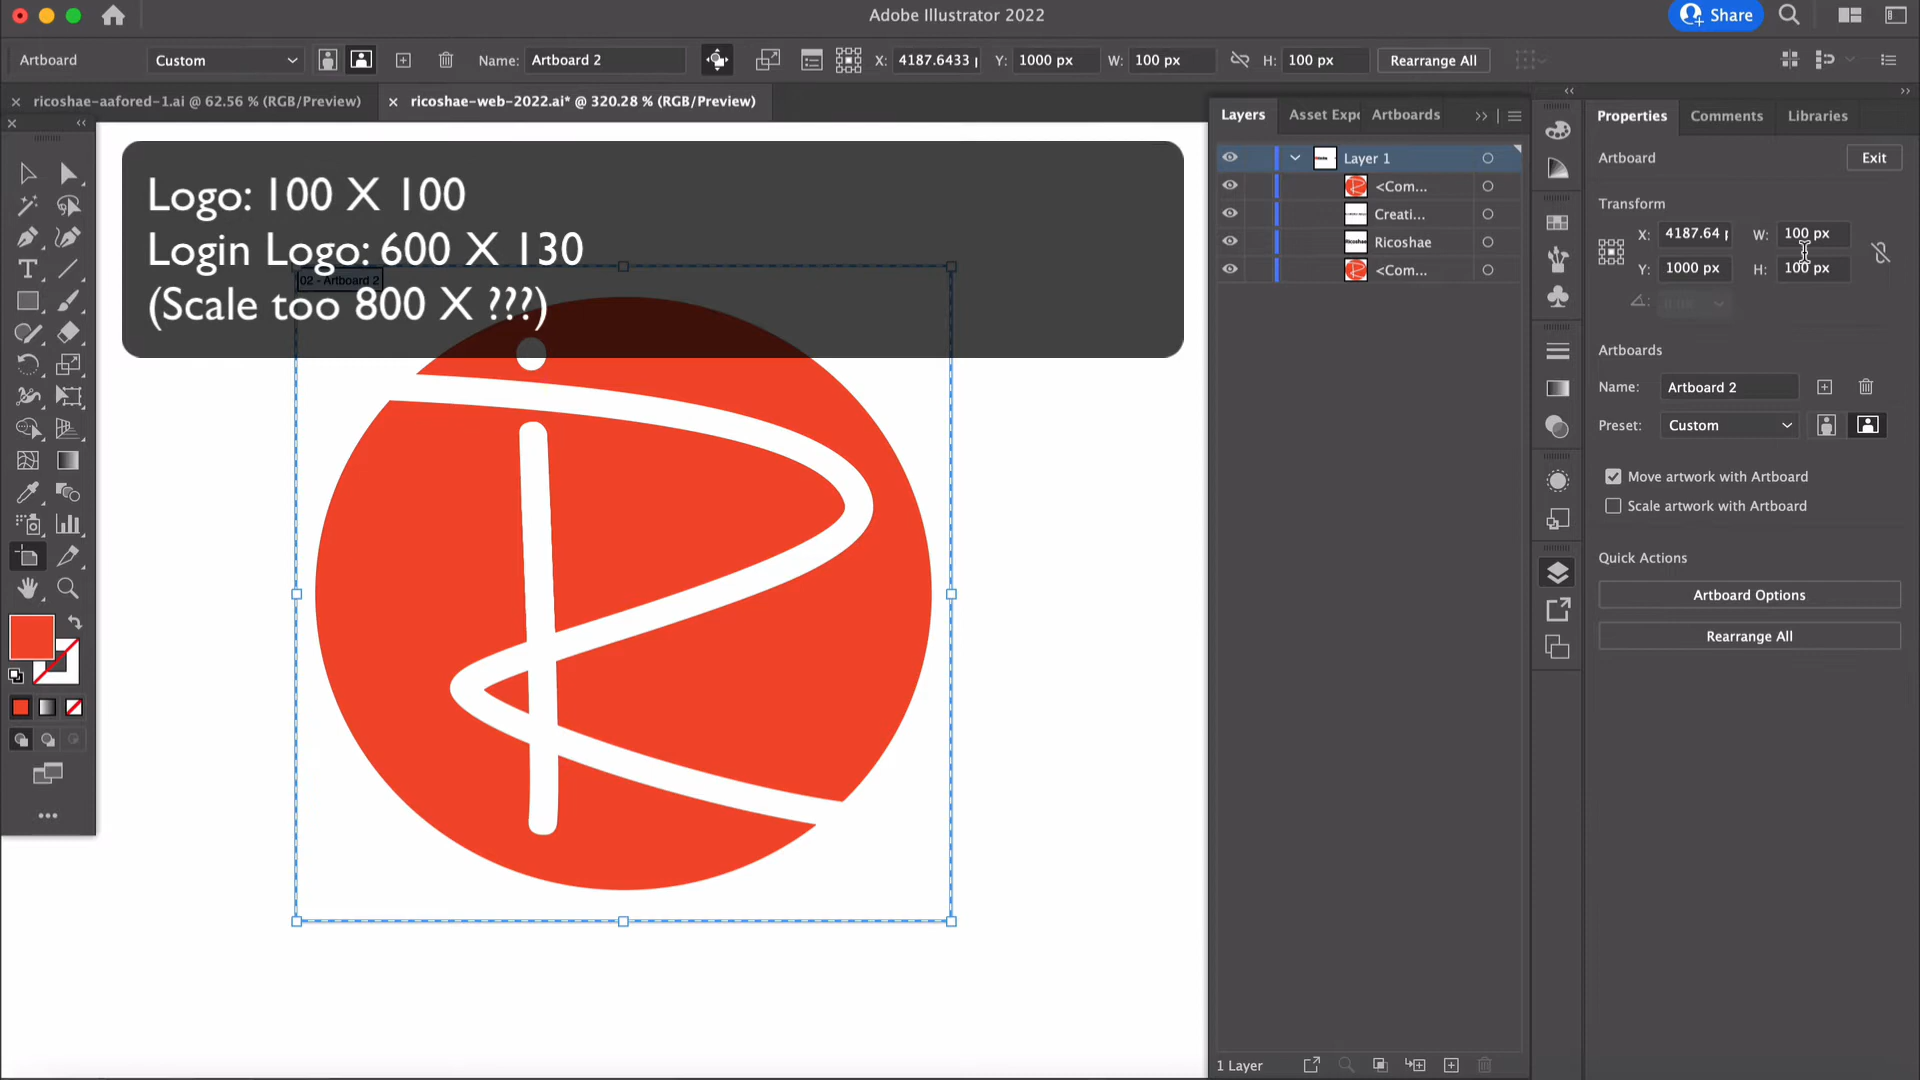 Adobe Illustrator 2022
Share
Artboard
Custom
Name:
Artboard 2
X:
4187.6433
Y:
1000 px
W:
100 px
H:
100 px
Rearrange All
ricoshae-aafored-1.ai @ 62.56 % (RGB/Preview)
ricoshae-web-2022.ai* @ 320.28 % (RGB/Preview)
Logo: 100 X 100
Login Logo: 600 X 130
(Scale too 800 X ???)
02 - Artboard 2
Layers
Asset Expo
Artboards
Layer 1
<Com...
Creati...
Ricoshae
<Com...
1 Layer
Properties
Comments
Libraries
Artboard
Exit
Transform
X:
4187.64
W:
100 px
Y:
1000 px
H:
100 px
Artboards
Name:
Artboard 2
Preset:
Custom
Move artwork with Artboard
Scale artwork with Artboard
Quick Actions
Artboard Options
Rearrange All